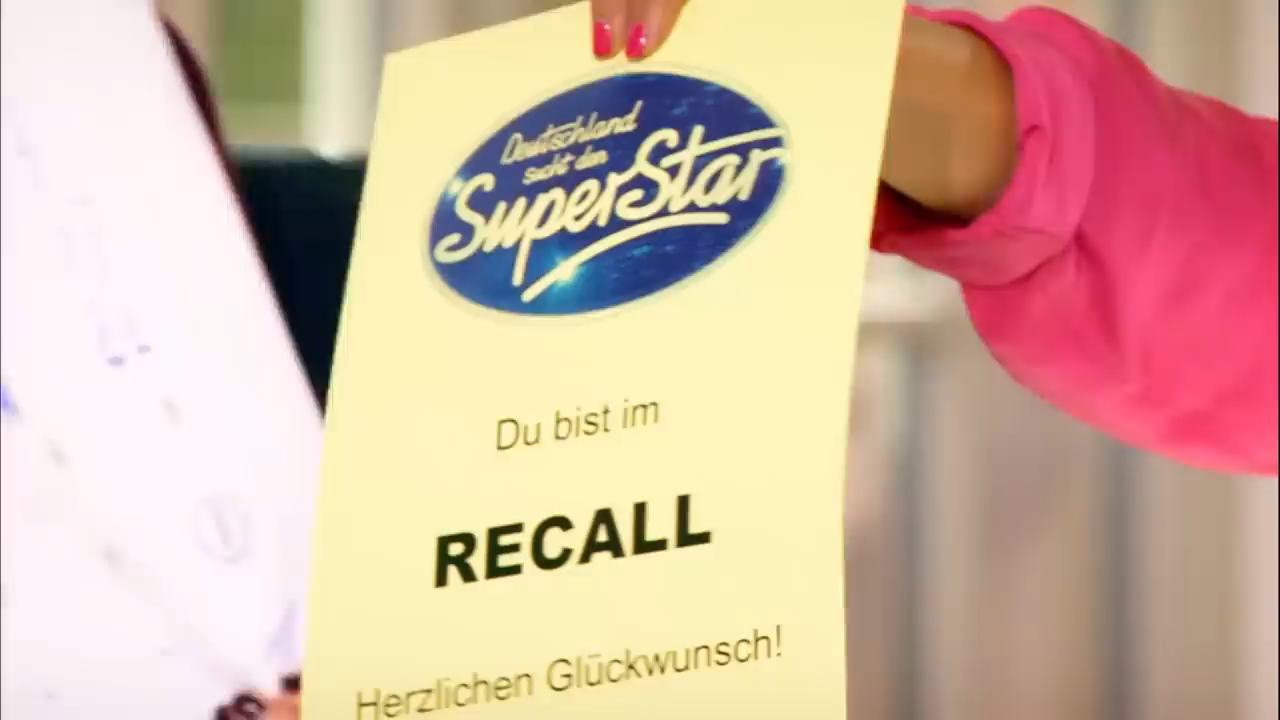 Deutschland
sucht den
SuperStar
Du bist im
RECALL
Herzlichen Glückwunsch!